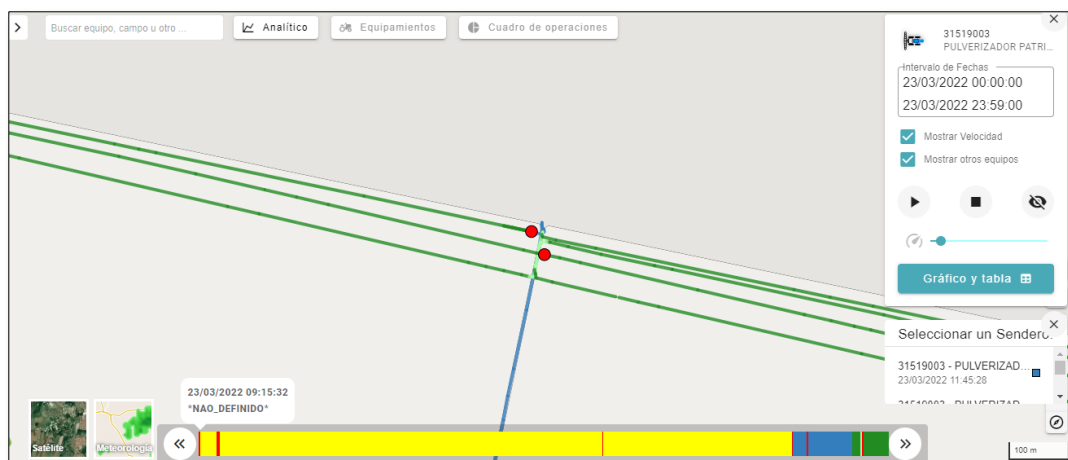 Buscar equipo, campo u otro ...
Analítico
Equipamientos
Cuadro de operaciones
31519003
PULVERIZADOR PATRI...
Intervalo de Fechas
23/03/2022 00:00:00
23/03/2022 23:59:00
Mostrar Velocidad
Mostrar otros equipos
Gráfico y tabla
Seleccionar un Sendero.
31519003 - PULVERIZAD...
23/03/2022 11:45:28
23/03/2022 09:15:32
*NAO_DEFINIDO*
Satélite
Meteorología
100 m